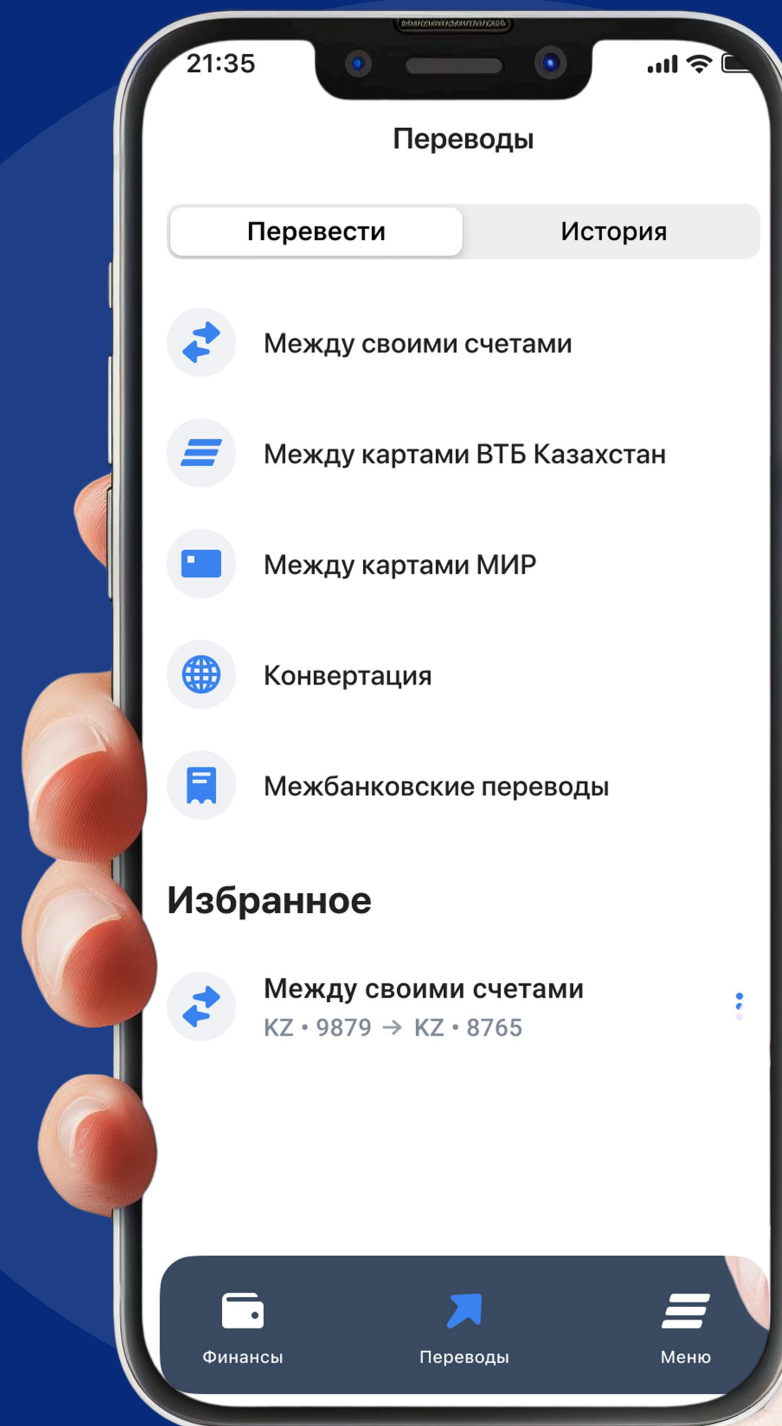 21:35
Переводы
Перевести
История
Между своими счетами
Между картами ВТБ Казахстан
Между картами МИР
Конвертация
Межбанковские переводы
Избранное
Между своими счетами
KZ • 9879 → KZ • 8765
Финансы
Переводы
Меню